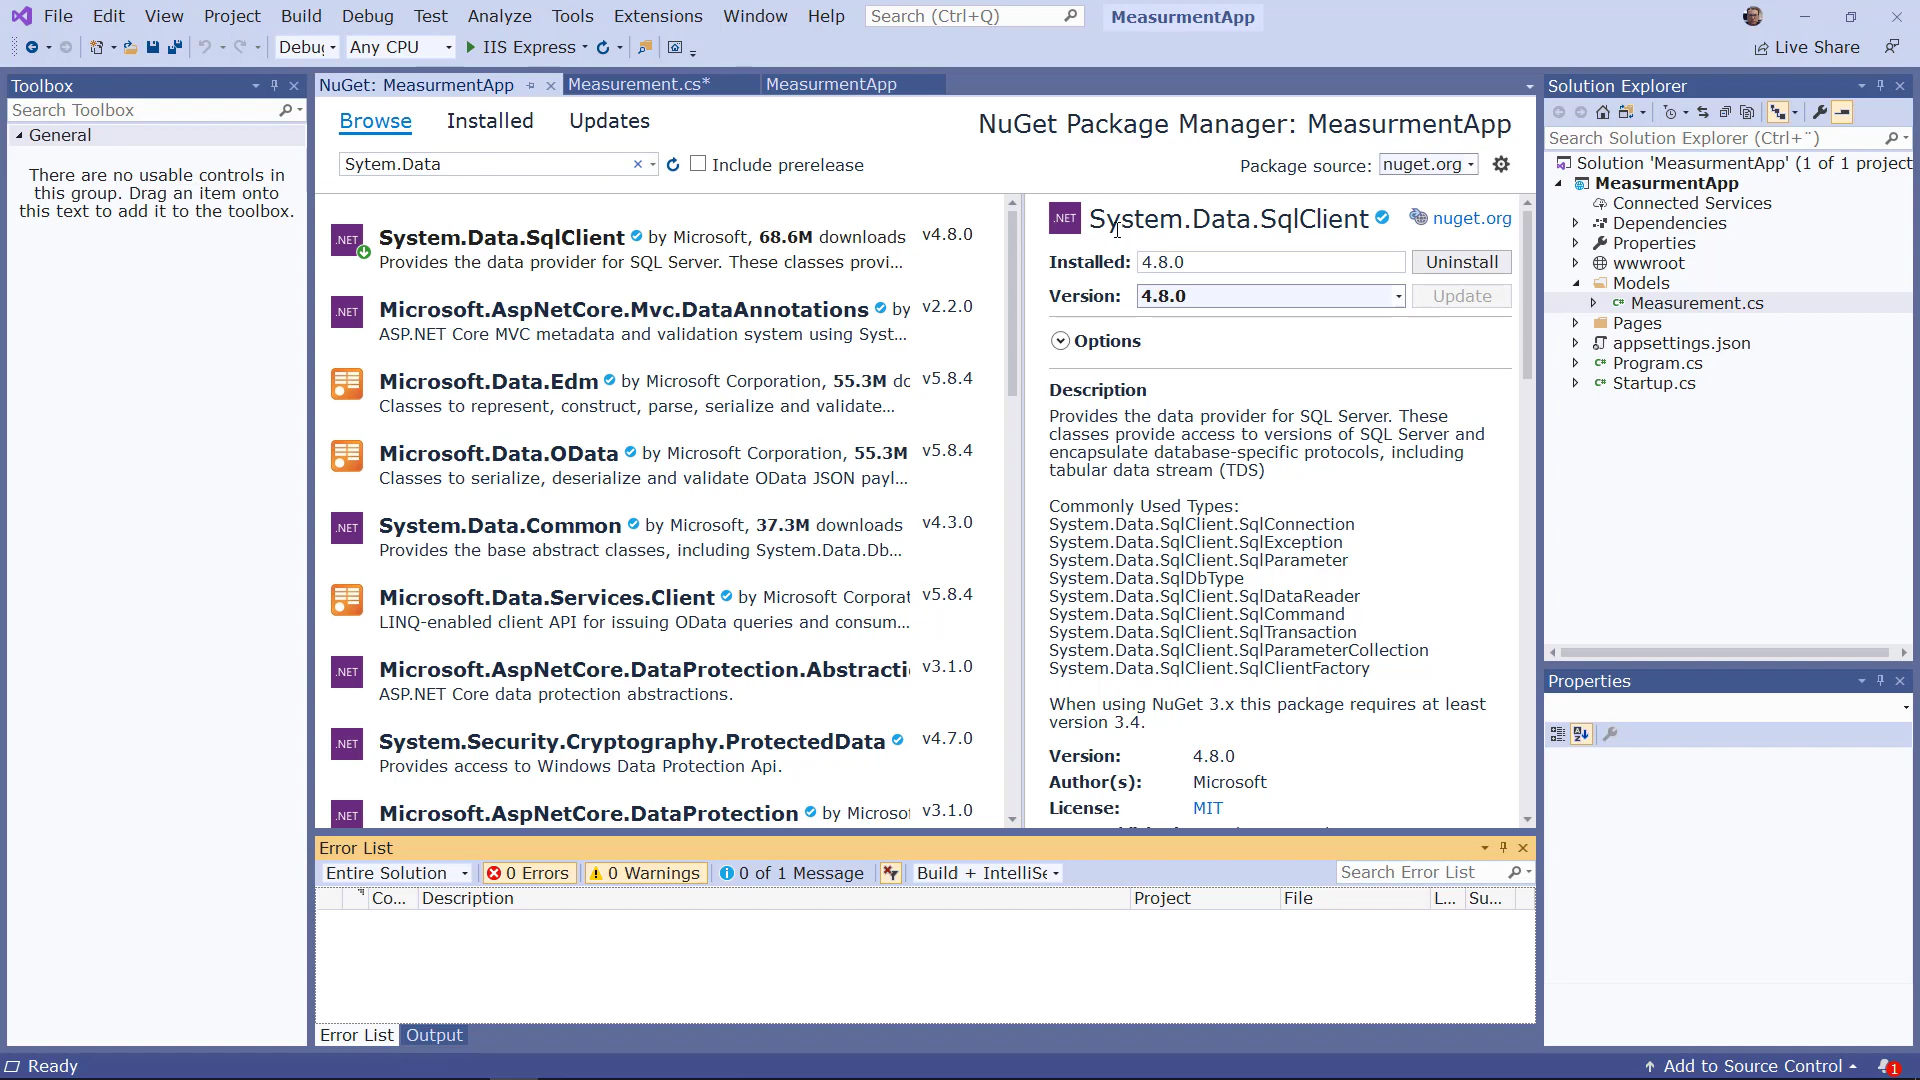 File Edit View Project Build Debug Test Analyze Tools Extensions Window Help Search (Ctrl+Q) MeasurmentApp
Debug Any CPU IIS Express Live Share
Toolbox
Search Toolbox
General
There are no usable controls in
this group. Drag an item onto
this text to add it to the toolbox.
NuGet: MeasurmentApp Measurement.cs* MeasurmentApp
Browse Installed Updates
NuGet Package Manager: MeasurmentApp
Sytem.Data Include prerelease
Package source: nuget.org
.NET System.Data.SqlClient by Microsoft, 68.6M downloads v4.8.0
Provides the data provider for SQL Server. These classes provi...
.NET Microsoft.AspNetCore.Mvc.DataAnnotations by v2.2.0
ASP.NET Core MVC metadata and validation system using Syst...
Microsoft.Data.Edm by Microsoft Corporation, 55.3M dc v5.8.4
Classes to represent, construct, parse, serialize and validate...
Microsoft.Data.OData by Microsoft Corporation, 55.3M v5.8.4
Classes to serialize, deserialize and validate OData JSON payl...
.NET System.Data.Common by Microsoft, 37.3M downloads v4.3.0
Provides the base abstract classes, including System.Data.Db...
Microsoft.Data.Services.Client by Microsoft Corporat v5.8.4
LINQ-enabled client API for issuing OData queries and consum...
.NET Microsoft.AspNetCore.DataProtection.Abstracti v3.1.0
ASP.NET Core data protection abstractions.
.NET System.Security.Cryptography.ProtectedData v4.7.0
Provides access to Windows Data Protection Api.
.NET Microsoft.AspNetCore.DataProtection by Microsof v3.1.0
.NET System.Data.SqlClient nuget.org
Installed: 4.8.0 Uninstall
Version: 4.8.0 Update
Options
Description
Provides the data provider for SQL Server. These
classes provide access to versions of SQL Server and
encapsulate database-specific protocols, including
tabular data stream (TDS)
Commonly Used Types:
System.Data.SqlClient.SqlConnection
System.Data.SqlClient.SqlException
System.Data.SqlClient.SqlParameter
System.Data.SqlDbType
System.Data.SqlClient.SqlDataReader
System.Data.SqlClient.SqlCommand
System.Data.SqlClient.SqlTransaction
System.Data.SqlClient.SqlParameterCollection
System.Data.SqlClient.SqlClientFactory
When using NuGet 3.x this package requires at least
version 3.4.
Version: 4.8.0
Author(s): Microsoft
License: MIT
Error List
Entire Solution 0 Errors 0 Warnings 0 of 1 Message Build + IntelliSe Search Error List
Co... Description Project File L... Su...
Error List Output
Solution Explorer
Search Solution Explorer (Ctrl+¨)
Solution 'MeasurmentApp' (1 of 1 project
MeasurmentApp
Connected Services
Dependencies
Properties
wwwroot
Models
C# Measurement.cs
Pages
appsettings.json
C# Program.cs
C# Startup.cs
Properties
Ready Add to Source Control 1